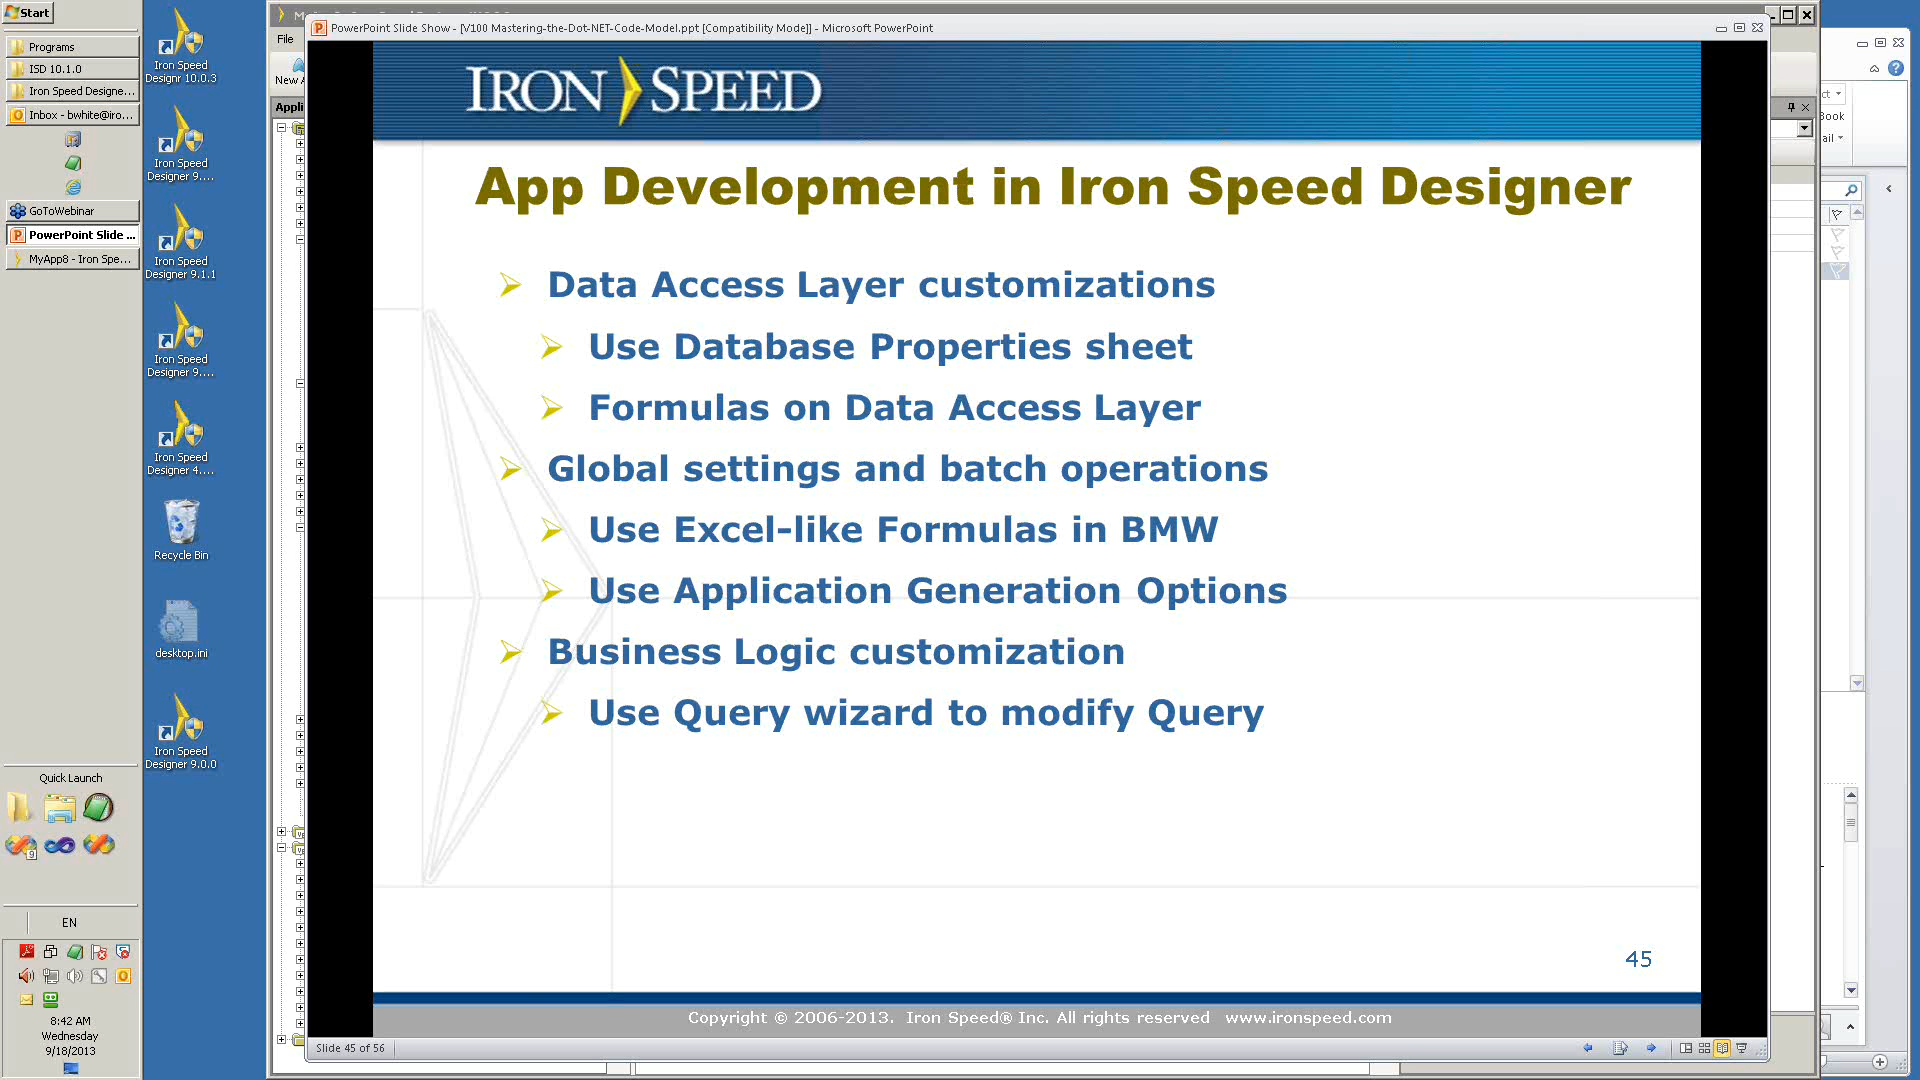 Start
Programs
ISD 10.1.0
Iron Speed Designe...
Inbox - bwhite@iro...
GoToWebinar
PowerPoint Slide ...
MyApp8 - Iron Spe...
Quick Launch
9
EN
8:42 AM
Wednesday
9/18/2013
Iron Speed
Designr 10.0.3
Iron Speed
Designer 9....
Iron Speed
Designer 9.1.1
Iron Speed
Designer 9....
Iron Speed
Designer 4....
Recycle Bin
desktop.ini
Iron Speed
Designer 9.0.0
File
New
Appli
PowerPoint Slide Show - [V100 Mastering-the-Dot-NET-Code-Model.ppt [Compatibility Mode]] - Microsoft PowerPoint
IRON SPEED
App Development in Iron Speed Designer
Data Access Layer customizations
Use Database Properties sheet
Formulas on Data Access Layer
Global settings and batch operations
Use Excel-like Formulas in BMW
Use Application Generation Options
Business Logic customization
Use Query wizard to modify Query
45
Copyright © 2006-2013. Iron Speed® Inc. All rights reserved www.ironspeed.com
Slide 45 of 56
ct
Book
ail